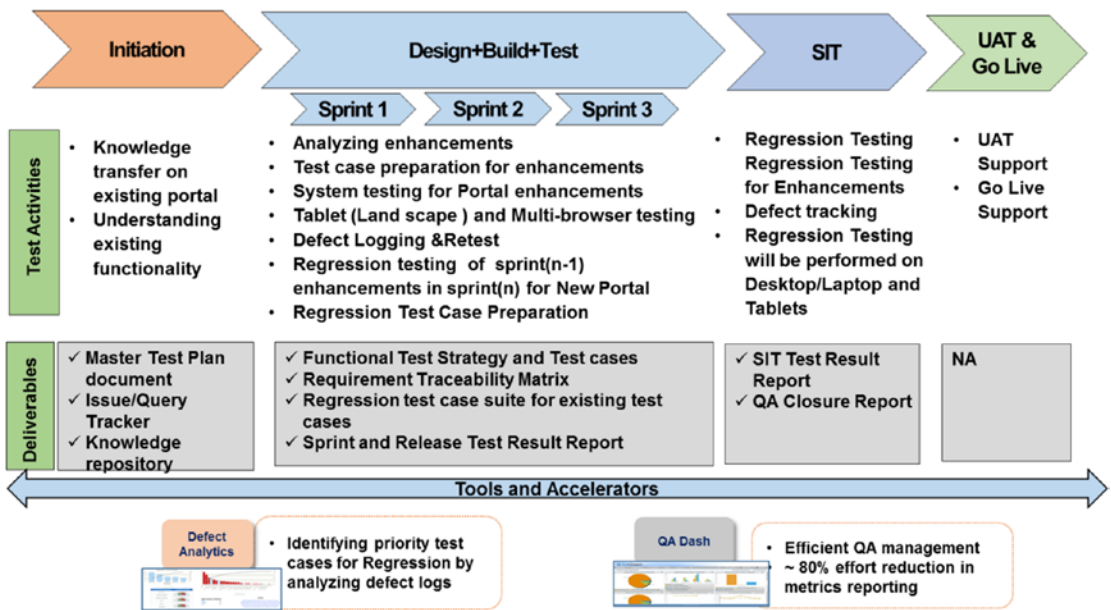 Initiation
Design+Build+Test
SIT
UAT &
Go Live
Sprint 1
Sprint 2
Sprint 3
Test Activities
• Knowledge
transfer on
existing portal
• Understanding
existing
functionality
• Analyzing enhancements
• Test case preparation for enhancements
• System testing for Portal enhancements
• Tablet (Land scape ) and Multi-browser testing
• Defect Logging &Retest
• Regression testing of sprint(n-1)
enhancements in sprint(n) for New Portal
• Regression Test Case Preparation
• Regression Testing
Regression Testing
for Enhancements
• Defect tracking
• Regression Testing
will be performed on
Desktop/Laptop and
Tablets
• UAT
Support
• Go Live
Support
Deliverables
✓ Master Test Plan
document
✓ Issue/Query
Tracker
✓ Knowledge
repository
✓ Functional Test Strategy and Test cases
✓ Requirement Traceability Matrix
✓ Regression test case suite for existing test
cases
✓ Sprint and Release Test Result Report
✓ SIT Test Result
Report
✓ QA Closure Report
NA
Tools and Accelerators
Defect
Analytics
• Identifying priority test
cases for Regression by
analyzing defect logs
QA Dash
• Efficient QA management
• ~ 80% effort reduction in
metrics reporting